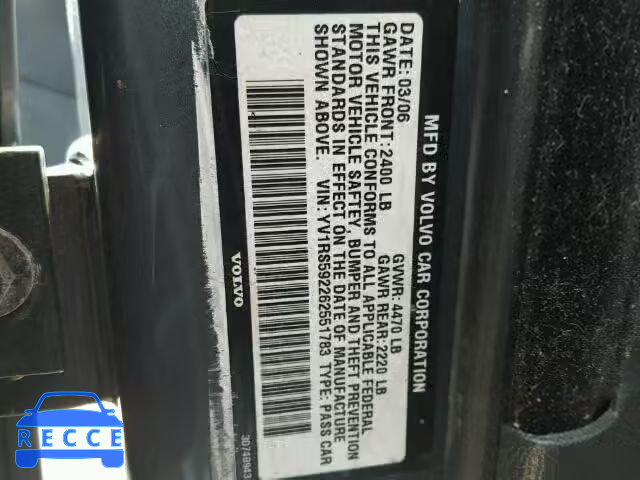 MFD BY VOLVO CAR CORPORATION
DATE: 03/06 GVWR: 4470 LB
GAWR FRONT: 2400 LB GAWR REAR: 2220 LB
THIS VEHICLE CONFORMS TO ALL APPLICABLE FEDERAL
MOTOR VEHICLE SAFTEY, BUMPER AND THEFT PREVENTION
STANDARDS IN EFFECT ON THE DATE OF MANUFACTURE
SHOWN ABOVE. VIN: YV1RS592262551783 TYPE: PASS CAR
VOLVO
30748943
RECCE